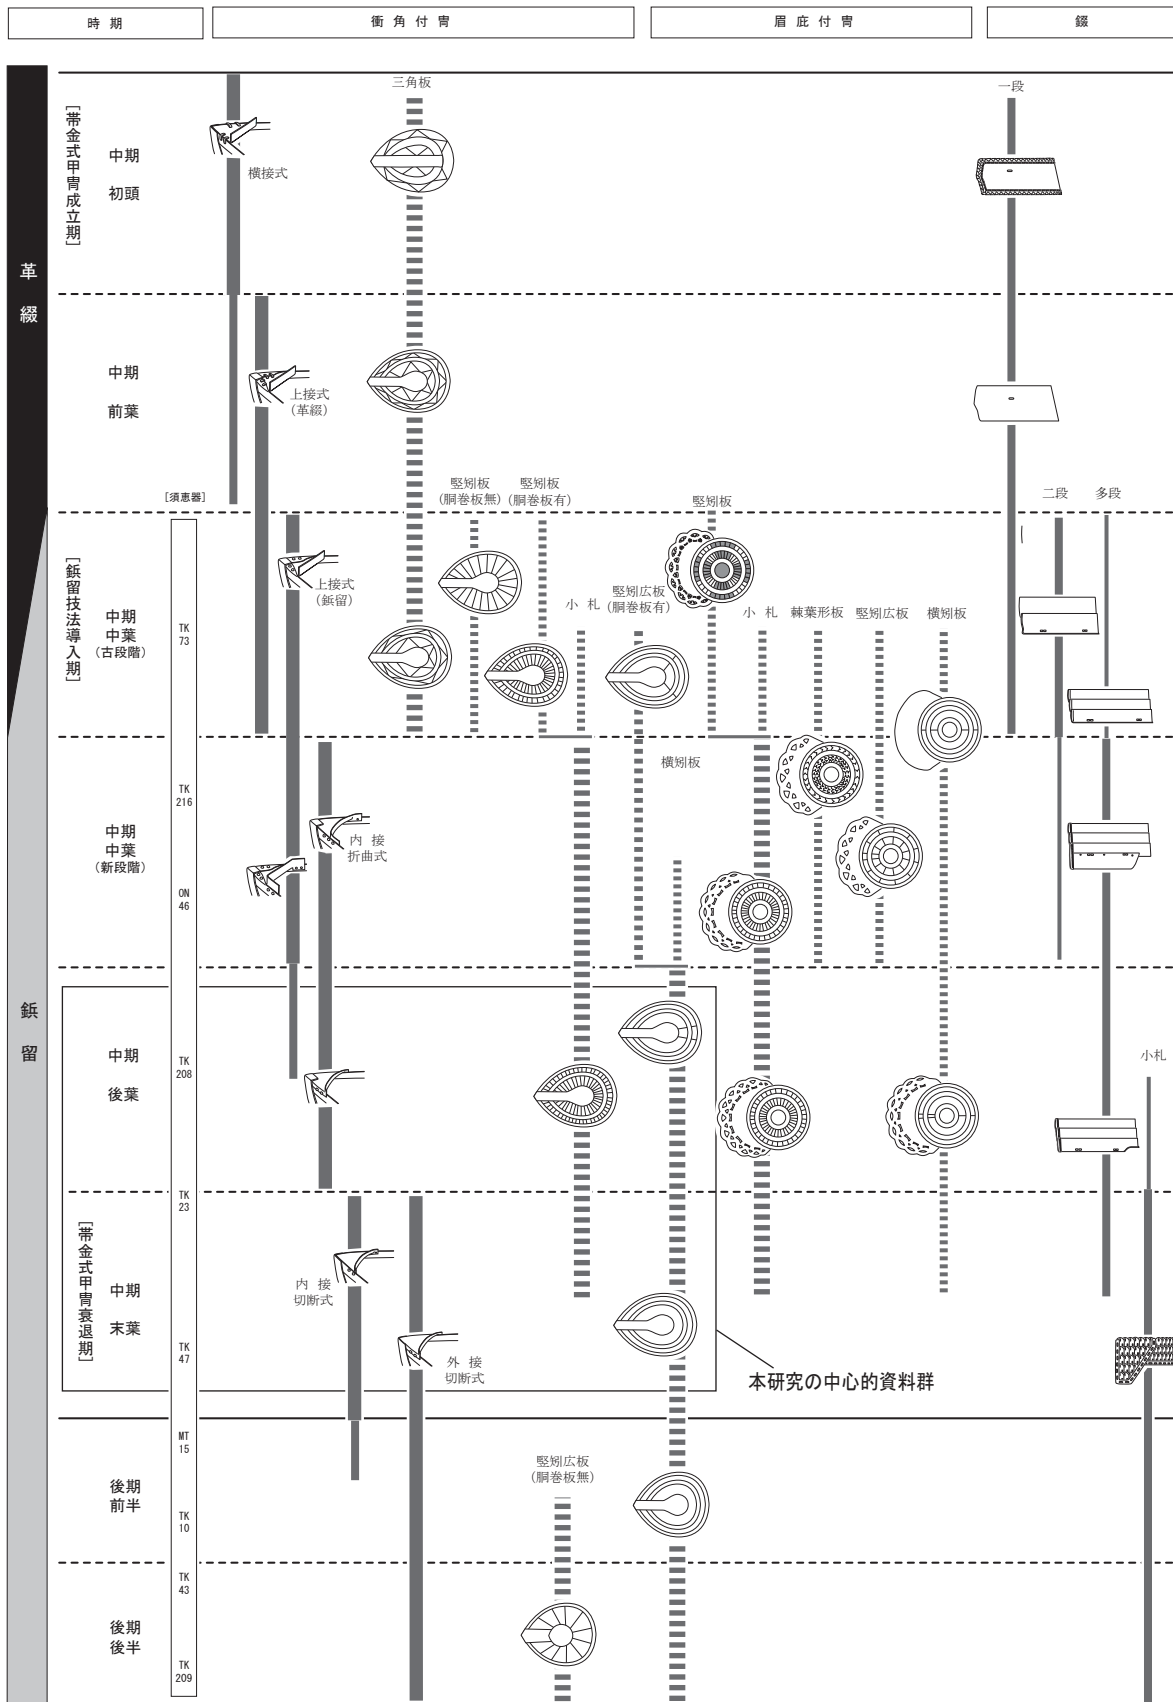 時期
衝角付冑
眉庇付冑
錣
革綴
鋲留
[帯金式甲冑成立期]
中期
初頭
横接式
三角板
一段
中期
前葉
上接式
(革綴)
[須恵器]
竪矧板
(胴巻板無)
竪矧板
(胴巻板有)
竪矧板
二段
多段
[鋲留技法導入期]
中期
中葉
(古段階)
TK
73
上接式
(鋲留)
小札
竪矧広板
(胴巻板有)
小札
棘葉形板
竪矧広板
横矧板
横矧板
TK
216
中期
中葉
(新段階)
ON
46
内接
折曲式
中期
後葉
TK
208
小札
TK
23
[帯金式甲冑衰退期]
中期
末葉
内接
切断式
TK
47
外接
切断式
本研究の中心的資料群
MT
15
後期
前半
竪矧広板
(胴巻板無)
TK
10
TK
43
後期
後半
TK
209